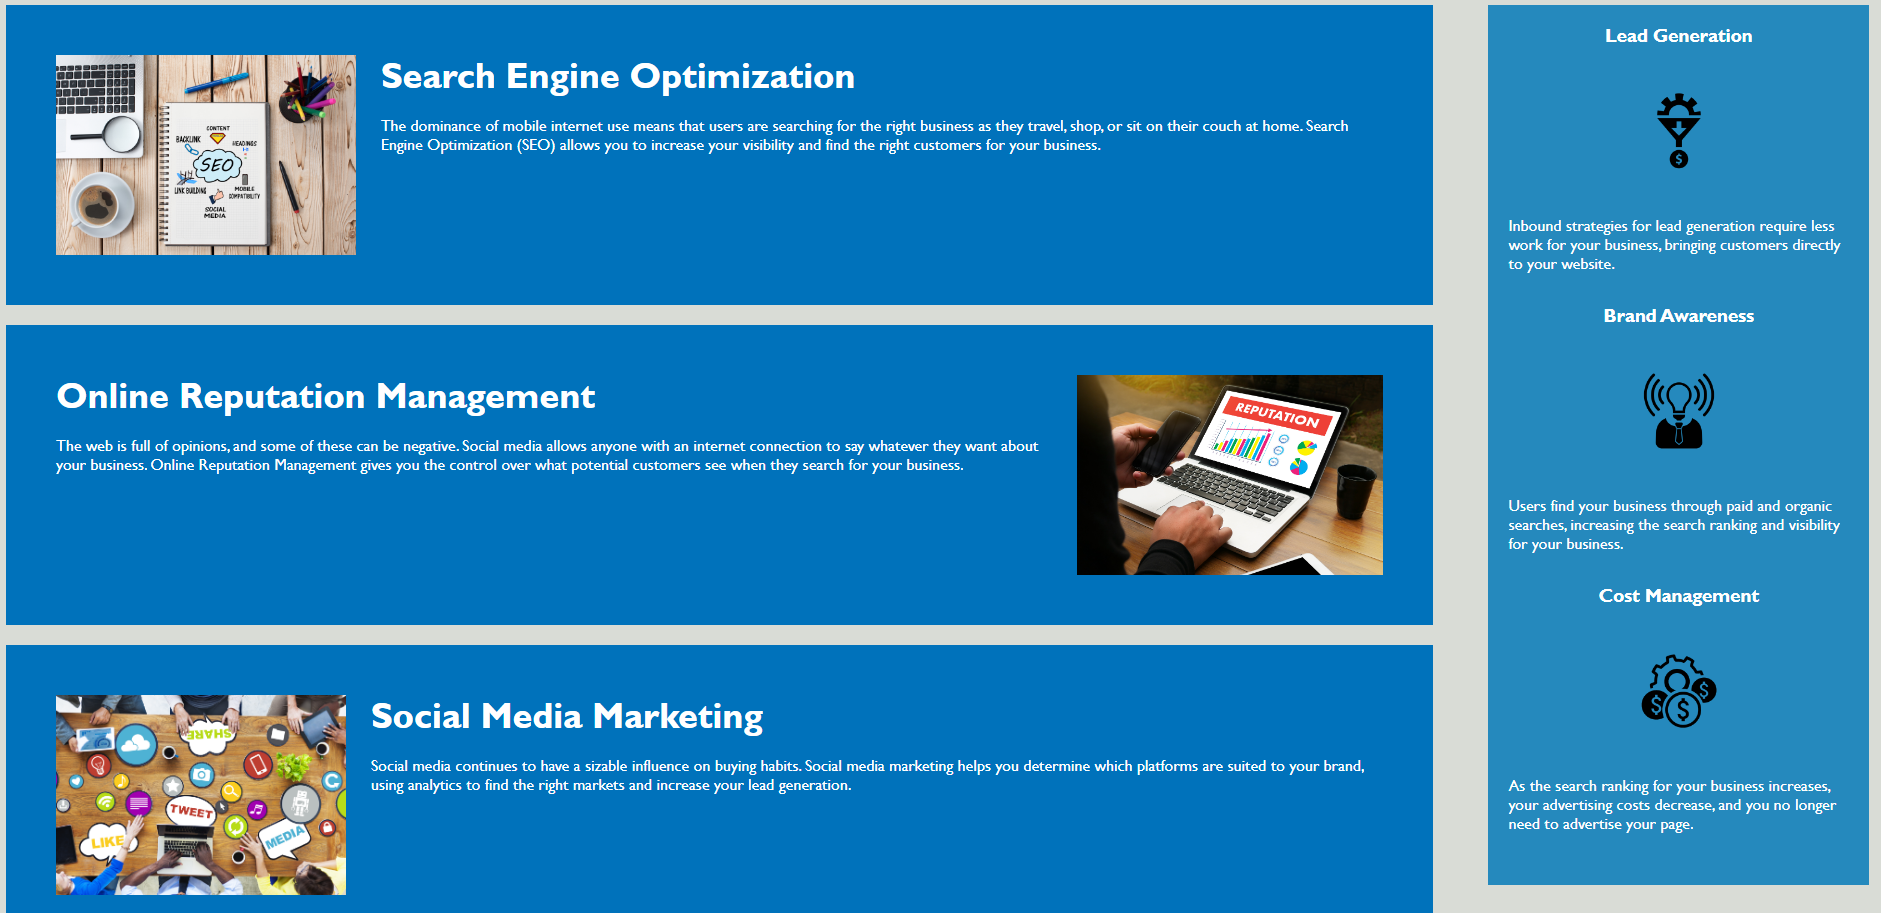 Search Engine Optimization
The dominance of mobile internet use means that users are searching for the right business as they travel, shop, or sit on their couch at home. Search
Engine Optimization (SEO) allows you to increase your visibility and find the right customers for your business.
CONTENT
BACKLINK
HEADINGS
SEO
LINK BUILDING
MOBILE
COMPATIBILITY
SOCIAL
MEDIA
Online Reputation Management
The web is full of opinions, and some of these can be negative. Social media allows anyone with an internet connection to say whatever they want about
your business. Online Reputation Management gives you the control over what potential customers see when they search for your business.
REPUTATION
Social Media Marketing
Social media continues to have a sizable influence on buying habits. Social media marketing helps you determine which platforms are suited to your brand,
using analytics to find the right markets and increase your lead generation.
SHARE
TWEET
LIKE
MEDIA
Lead Generation
$
Inbound strategies for lead generation require less
work for your business, bringing customers directly
to your website.
Brand Awareness
Users find your business through paid and organic
searches, increasing the search ranking and visibility
for your business.
Cost Management
$ $ $
As the search ranking for your business increases,
your advertising costs decrease, and you no longer
need to advertise your page.